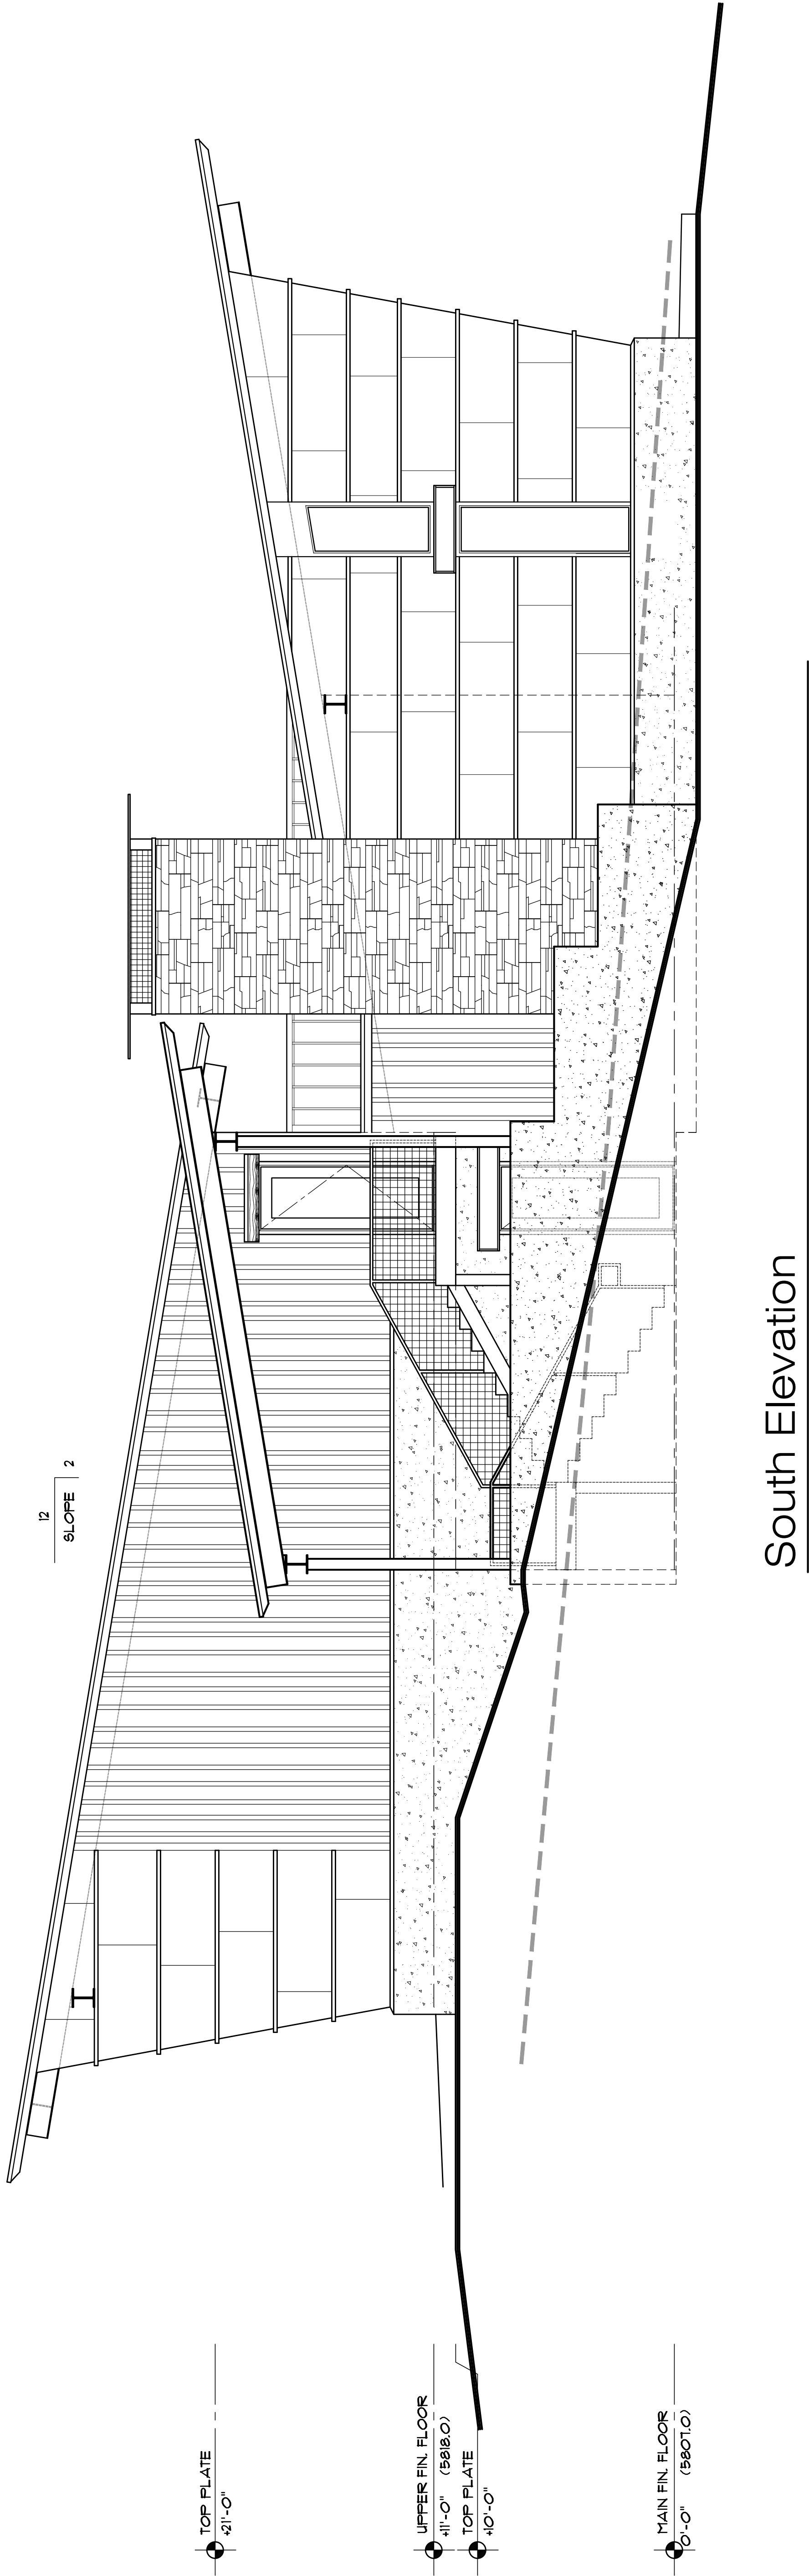 12
SLOPE 2
TOP PLATE
+21'-0"
UPPER FIN. FLOOR
+11'-0" (5818.0)
TOP PLATE
+10'-0"
MAIN FIN. FLOOR
0'-0" (5807.0)
South Elevation